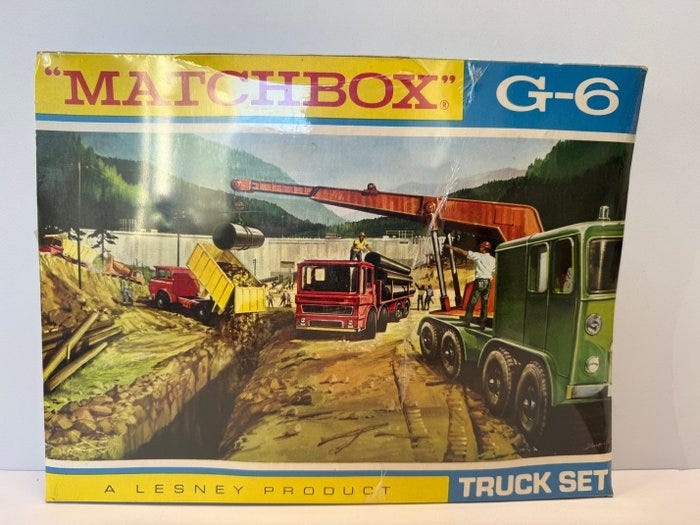 "MATCHBOX"®
G-6
A LESNEY PRODUCT
TRUCK SET